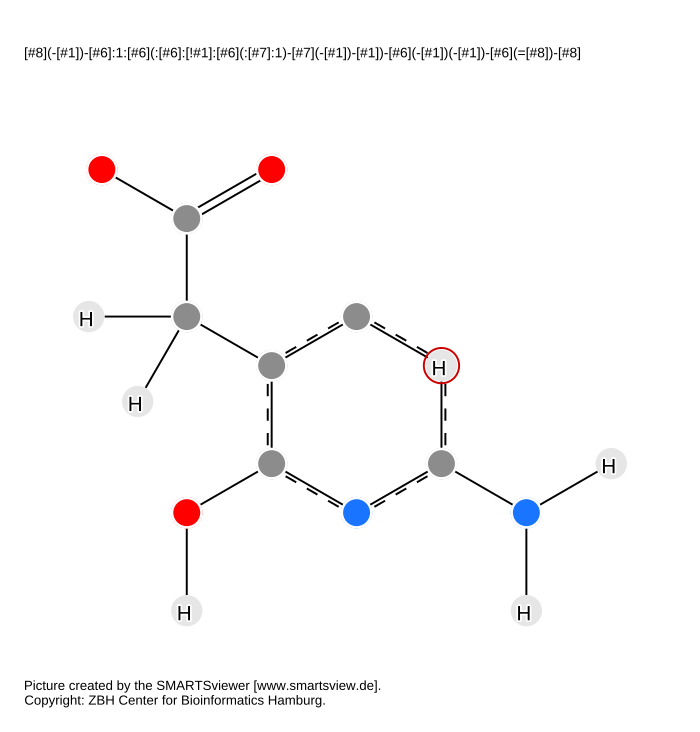 [#8](-[#1])-[#6]:1:[#6](:[#6]:[!#1]:[#6](:[#7]:1)-[#7](-[#1])-[#1])-[#6](-[#1])(-[#1])-[#6](=[#8])-[#8]
H
H
H
H
H
H
Picture created by the SMARTSviewer [www.smartsview.de].
Copyright: ZBH Center for Bioinformatics Hamburg.